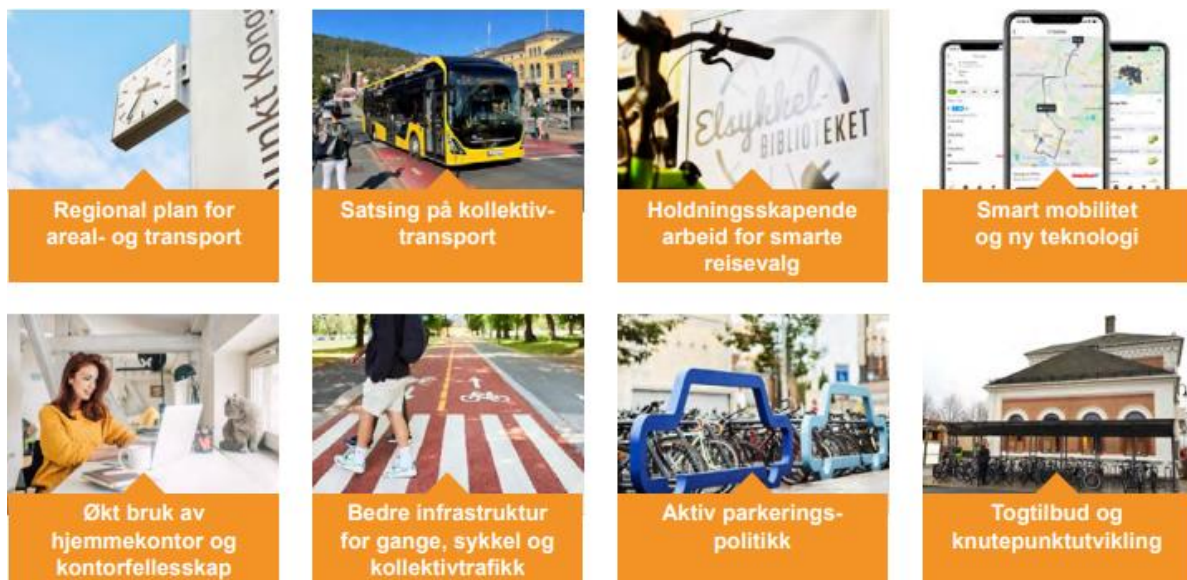 punkt Kong
Elsykkel-
BIBLIOTEKET
Regional plan for
areal- og transport
Satsing på kollektiv-
transport
Holdningsskapende
arbeid for smarte
reisevalg
Smart mobilitet
og ny teknologi
Økt bruk av
hjemmekontor og
kontorfellesskap
Bedre infrastruktur
for gange, sykkel og
kollektivtrafikk
Aktiv parkerings-
politikk
Togtilbud og
knutepunktutvikling